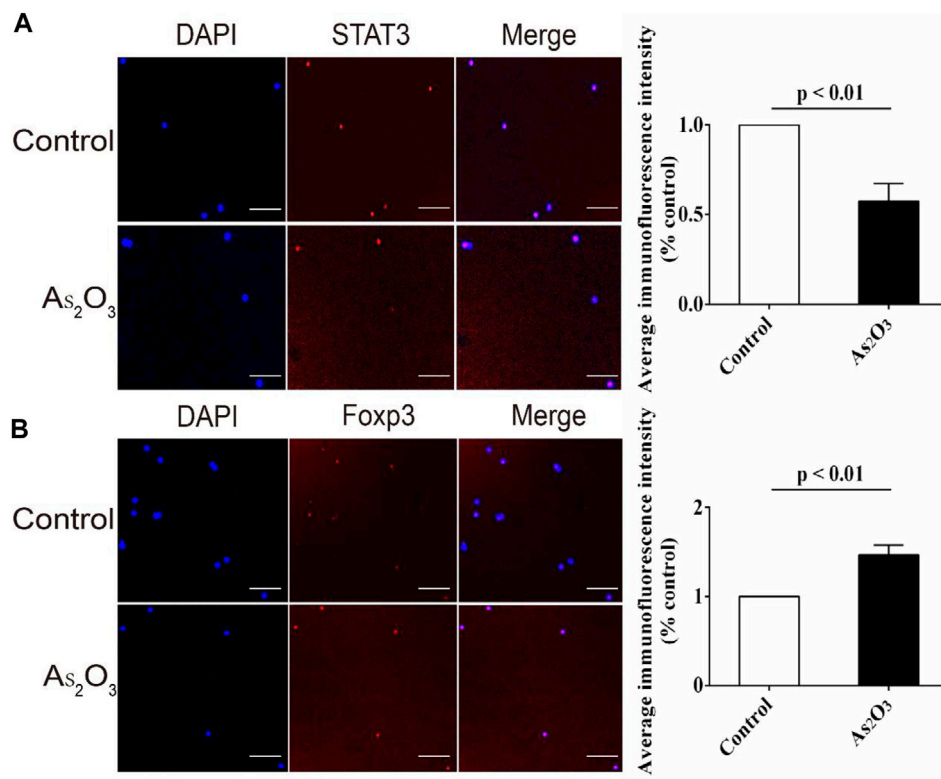 A
DAPI STAT3 Merge
Control
As₂O₃
Average immunofluorescence intensity
(% control)
p < 0.01
1.0
0.5
0.0
Control
As₂O₃
B
DAPI Foxp3 Merge
Control
As₂O₃
Average immunofluorescence intensity
(% control)
p < 0.01
2
1
0
Control
As₂O₃